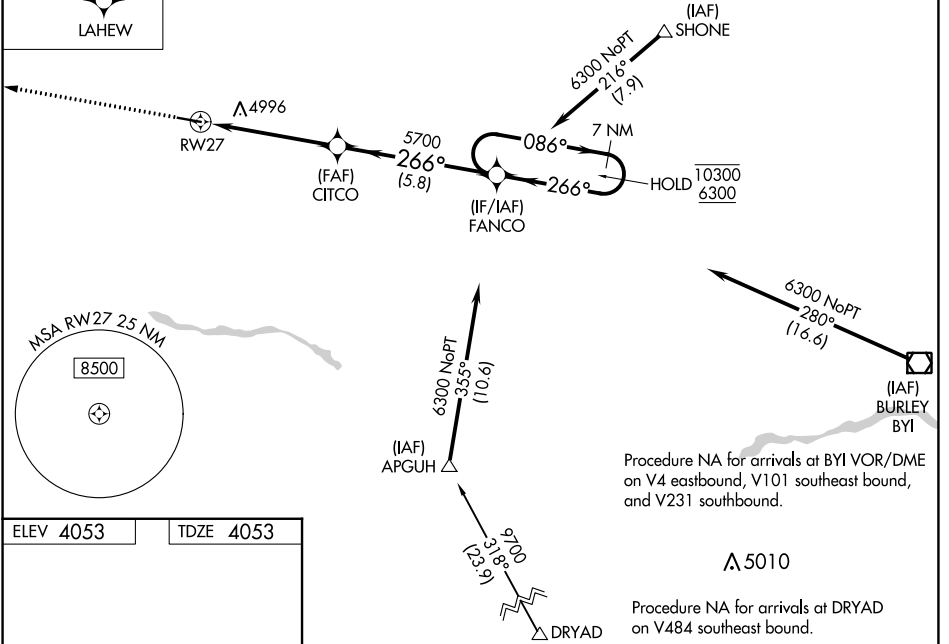 LAHEW
(IAF)
SHONE
6300 NoPT
216°
(7.9)
4996
RW27
(FAF)
CITCO
5700
266°
(5.8)
086°
7 NM
266°
HOLD
10300
6300
(IF/IAF)
FANCO
6300 NoPT
280°
(16.6)
(IAF)
BURLEY
BYI
MSA RW27 25 NM
8500
6300 NoPT
355°
(10.6)
(IAF)
APGUH
Procedure NA for arrivals at BYI VOR/DME
on V4 eastbound, V101 southeast bound,
and V231 southbound.
ELEV 4053
TDZE 4053
9700
318°
(23.9)
5010
DRYAD
Procedure NA for arrivals at DRYAD
on V484 southeast bound.